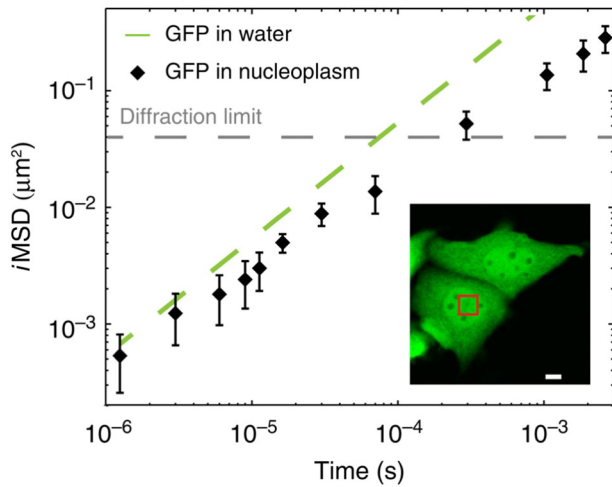 GFP in water
GFP in nucleoplasm
Diffraction limit
10⁻¹
10⁻²
10⁻³
iMSD (μm²)
10⁻⁶
10⁻⁵
10⁻⁴
10⁻³
Time (s)